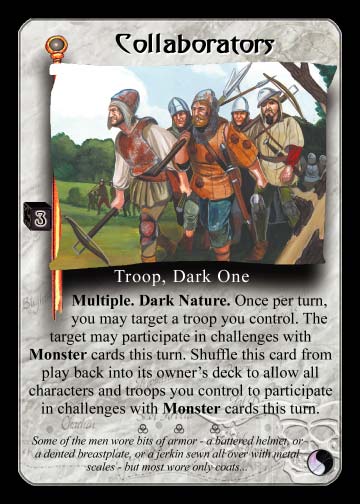 Collaborators
3
Troop, Dark One
Multiple. Dark Nature. Once per turn,
you may target a troop you control. The
target may participate in challenges with
Monster cards this turn. Shuffle this card from
play back into its owner's deck to allow all
characters and troops you control to participate
in challenges with Monster cards this turn.
Some of the men wore bits of armor - a battered helmet, or
a dented breastplate, or a jerkin sewn all over with metal
scales - but most wore only coats...